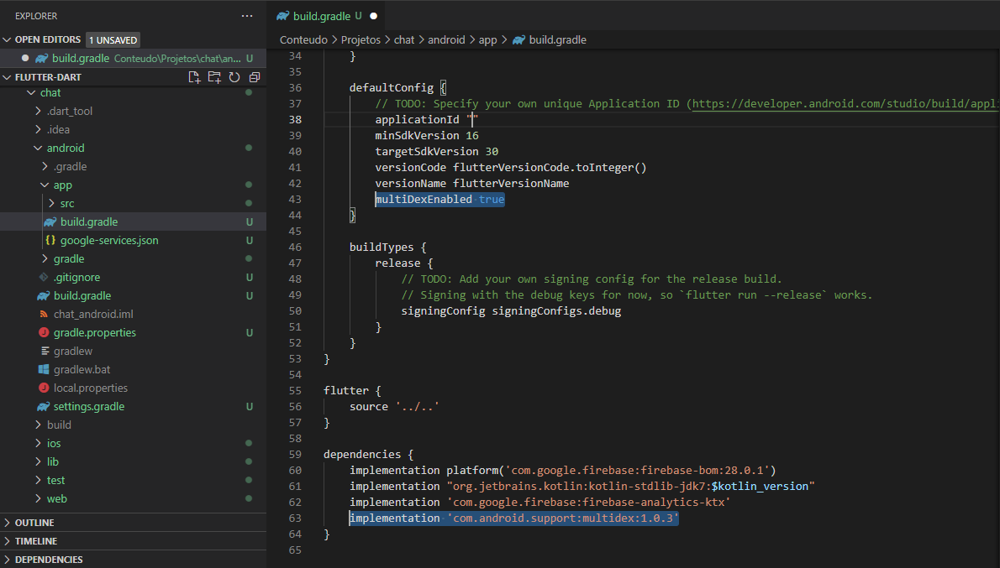 EXPLORER ...
OPEN EDITORS 1 UNSAVED
build.gradle Conteudo\Projetos\chat\an... U
FLUTTER-DART
chat
.dart_tool
.idea
android
.gradle
app
src
build.gradle U
google-services.json U
gradle
.gitignore U
build.gradle U
chat_android.iml
gradle.properties U
gradlew
gradlew.bat
local.properties
settings.gradle U
build
ios
lib
test
web
OUTLINE
TIMELINE
DEPENDENCIES
build.gradle U
Conteudo > Projetos > chat > android > app > build.gradle
34 }
35
36 defaultConfig {
37 // TODO: Specify your own unique Application ID (https://developer.android.com/studio/build/appli
38 applicationId ""
39 minSdkVersion 16
40 targetSdkVersion 30
41 versionCode flutterVersionCode.toInteger()
42 versionName flutterVersionName
43 multiDexEnabled true
44 }
45
46 buildTypes {
47 release {
48 // TODO: Add your own signing config for the release build.
49 // Signing with the debug keys for now, so `flutter run --release` works.
50 signingConfig signingConfigs.debug
51 }
52 }
53 }
54
55 flutter {
56 source '../..'
57 }
58
59 dependencies {
60 implementation platform('com.google.firebase:firebase-bom:28.0.1')
61 implementation "org.jetbrains.kotlin:kotlin-stdlib-jdk7:$kotlin_version"
62 implementation 'com.google.firebase:firebase-analytics-ktx'
63 implementation 'com.android.support:multidex:1.0.3'
64 }
65